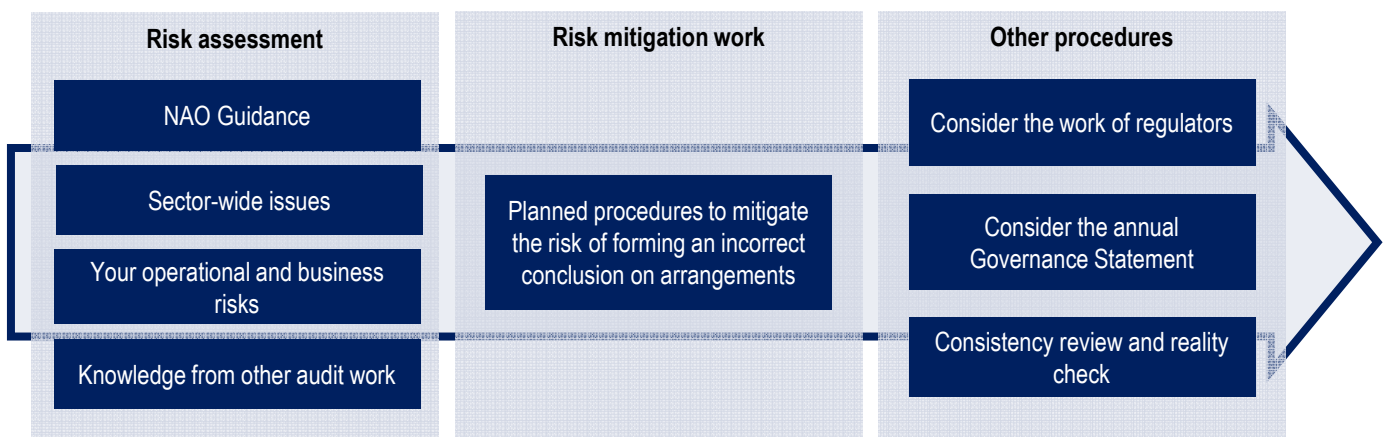 Risk assessment
NAO Guidance
Sector-wide issues
Your operational and business
risks
Knowledge from other audit work
Risk mitigation work
Planned procedures to mitigate
the risk of forming an incorrect
conclusion on arrangements
Other procedures
Consider the work of regulators
Consider the annual
Governance Statement
Consistency review and reality
check